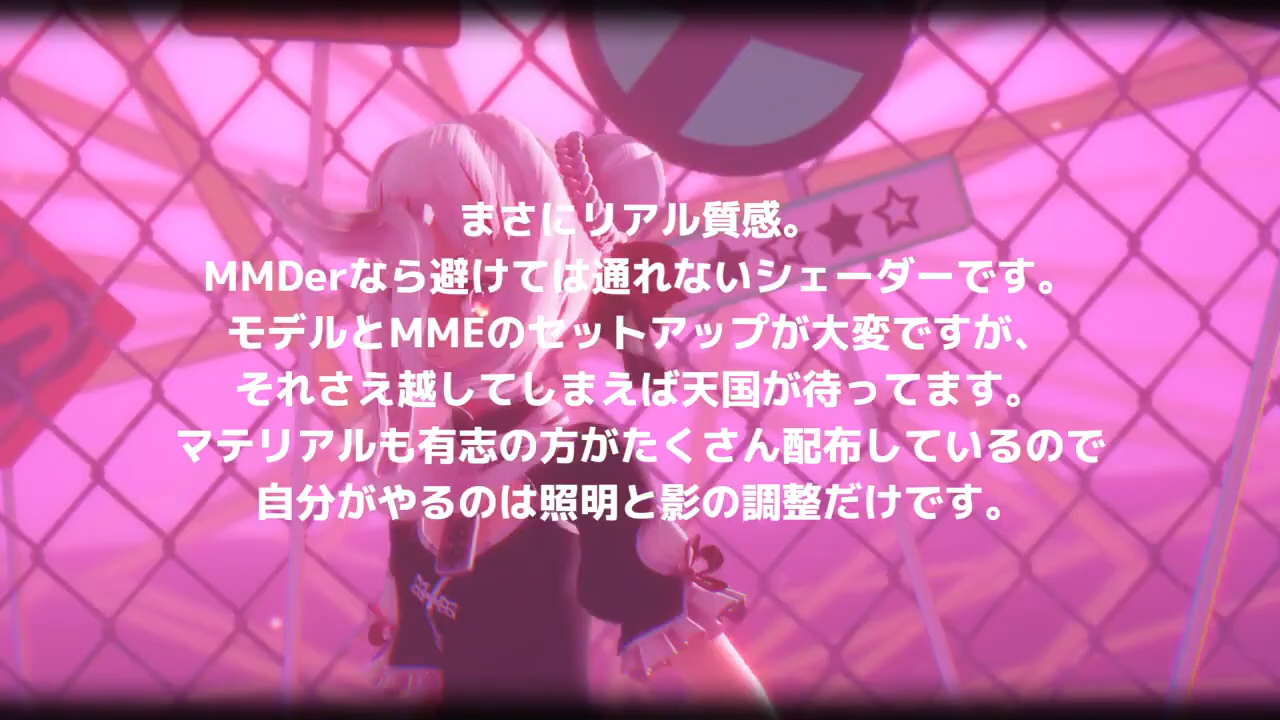 まさにリアル質感。
MMDerなら避けては通れないシェーダーです。
モデルとMMEのセットアップが大変ですが、
それさえ越してしまえば天国が待ってます。
マテリアルも有志の方がたくさん配布しているので
自分がやるのは照明と影の調整だけです。